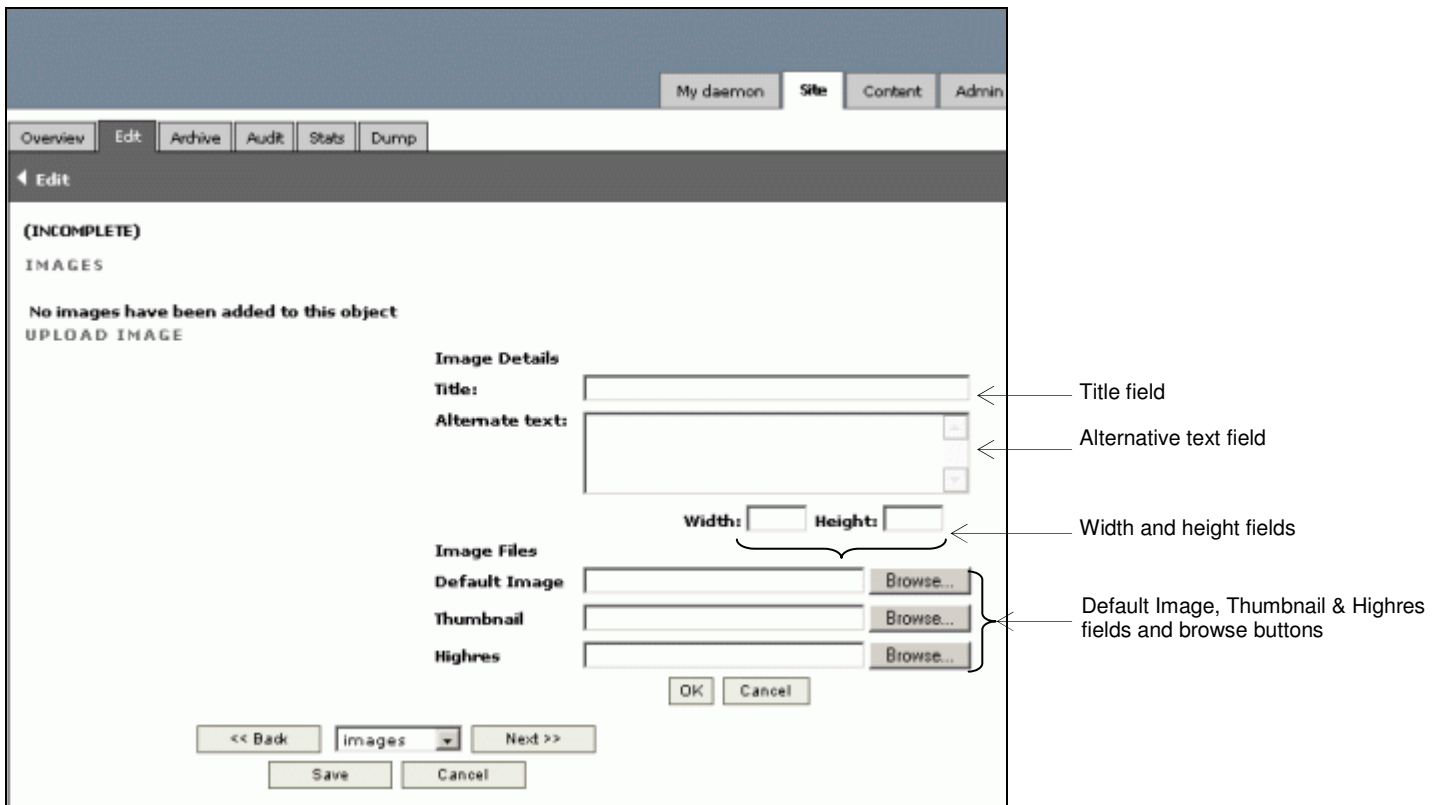 My daemon Site Content Admin
Overview Edit Archive Audit Stats Dump
Edit
(INCOMPLETE)
IMAGES
No images have been added to this object
UPLOAD IMAGE
Image Details
Title:
Title field
Alternate text:
Alternative text field
Width: Height:
Width and height fields
Image Files
Default Image Browse...
Thumbnail Browse...
Highres Browse...
Default Image, Thumbnail & Highres
fields and browse buttons
OK Cancel
<< Back images Next >>
Save Cancel